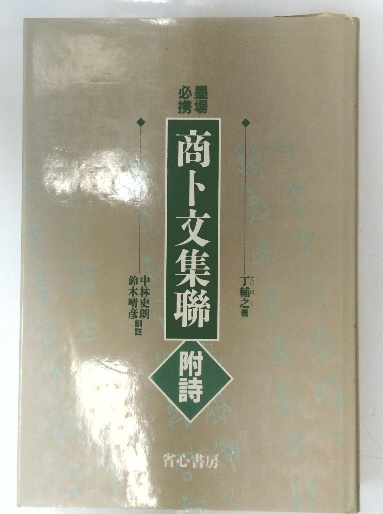 墨場
必携
商卜文集聯
附詩
丁輔之著
中林史朗
鈴木晴彦訓註
省心書房